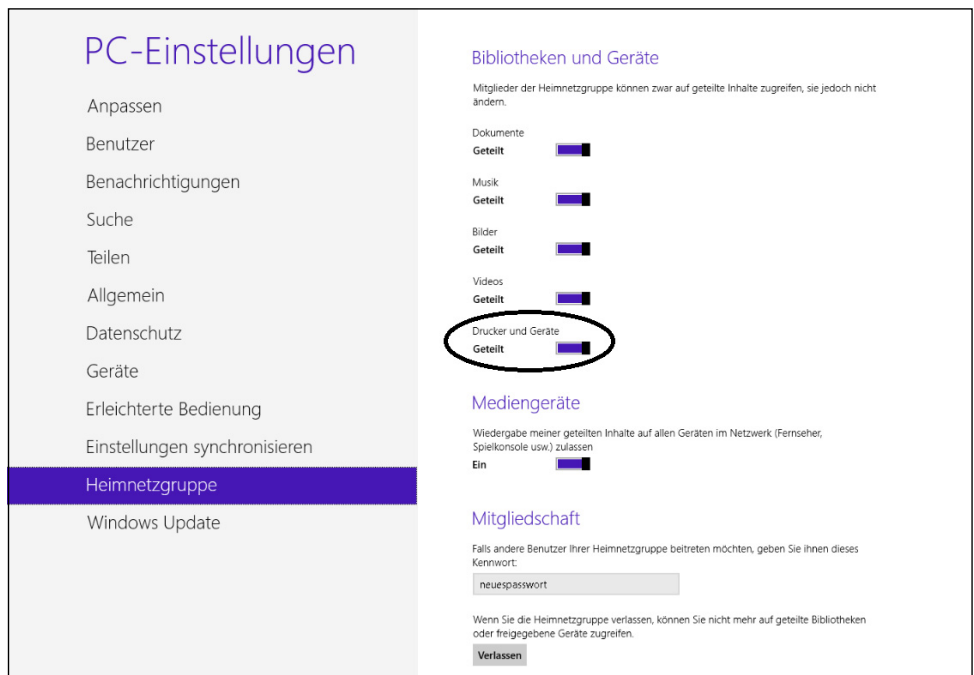 PC-Einstellungen
Anpassen
Benutzer
Benachrichtigungen
Suche
Teilen
Allgemein
Datenschutz
Geräte
Erleichterte Bedienung
Einstellungen synchronisieren
Heimnetzgruppe
Windows Update
Bibliotheken und Geräte
Mitglieder der Heimnetzgruppe können zwar auf geteilte Inhalte zugreifen, sie jedoch nicht
ändern.
Dokumente
Geteilt
Musik
Geteilt
Bilder
Geteilt
Videos
Geteilt
Drucker und Geräte
Geteilt
Mediengeräte
Wiedergabe meiner geteilten Inhalte auf allen Geräten im Netzwerk (Fernseher,
Spielkonsole usw.) zulassen
Ein
Mitgliedschaft
Falls andere Benutzer Ihrer Heimnetzgruppe beitreten möchten, geben Sie ihnen dieses
Kennwort:
neuespasswort
Wenn Sie die Heimnetzgruppe verlassen, können Sie nicht mehr auf geteilte Bibliotheken
oder freigegebene Geräte zugreifen.
Verlassen